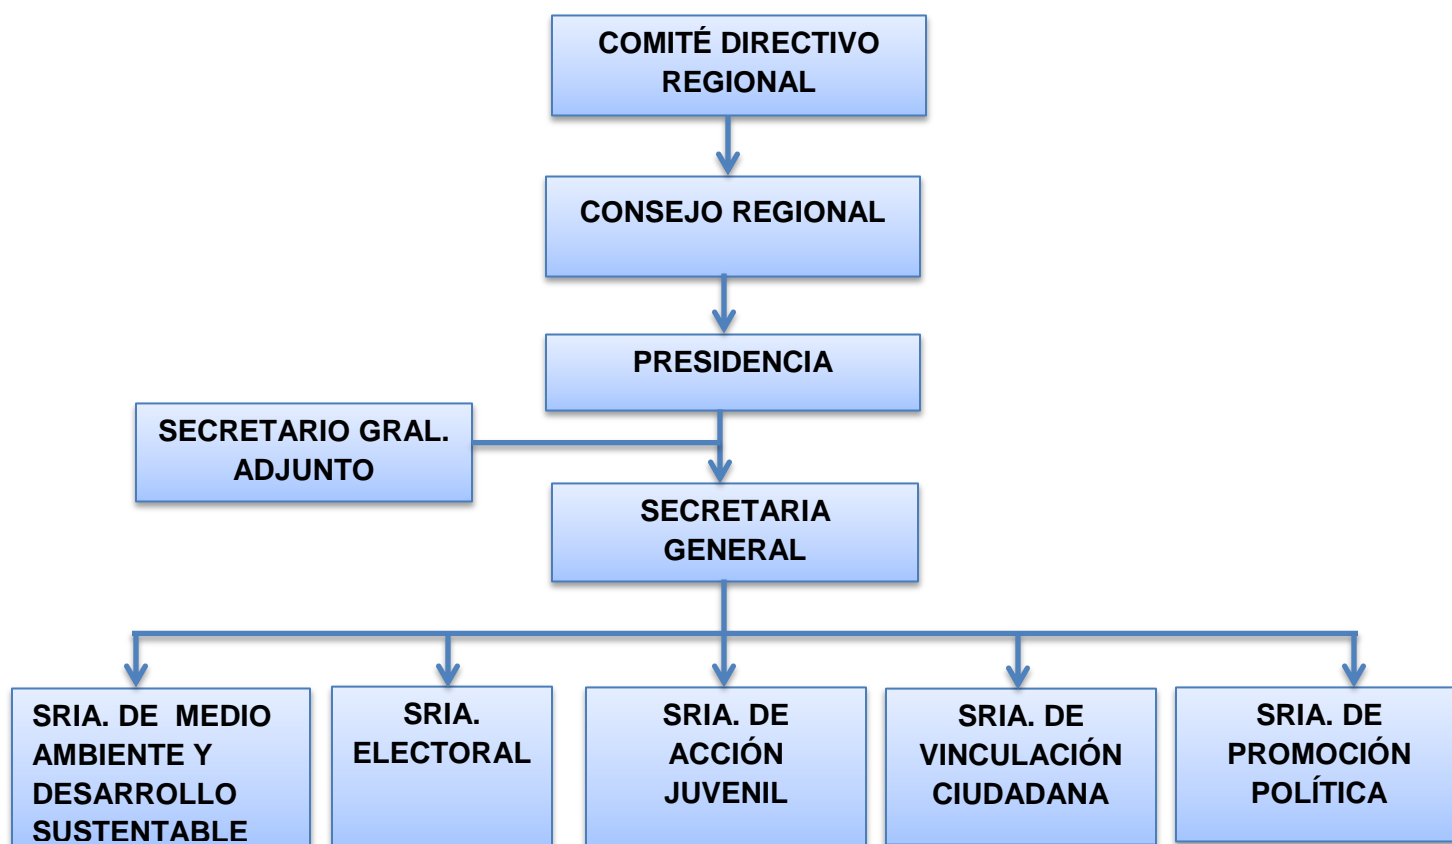 COMITÉ DIRECTIVO
REGIONAL
CONSEJO REGIONAL
PRESIDENCIA
SECRETARIO GRAL.
ADJUNTO
SECRETARIA
GENERAL
SRIA. DE MEDIO
AMBIENTE Y
DESARROLLO
SUSTENTABLE
SRIA.
ELECTORAL
SRIA. DE
ACCIÓN
JUVENIL
SRIA. DE
VINCULACIÓN
CIUDADANA
SRIA. DE
PROMOCIÓN
POLÍTICA